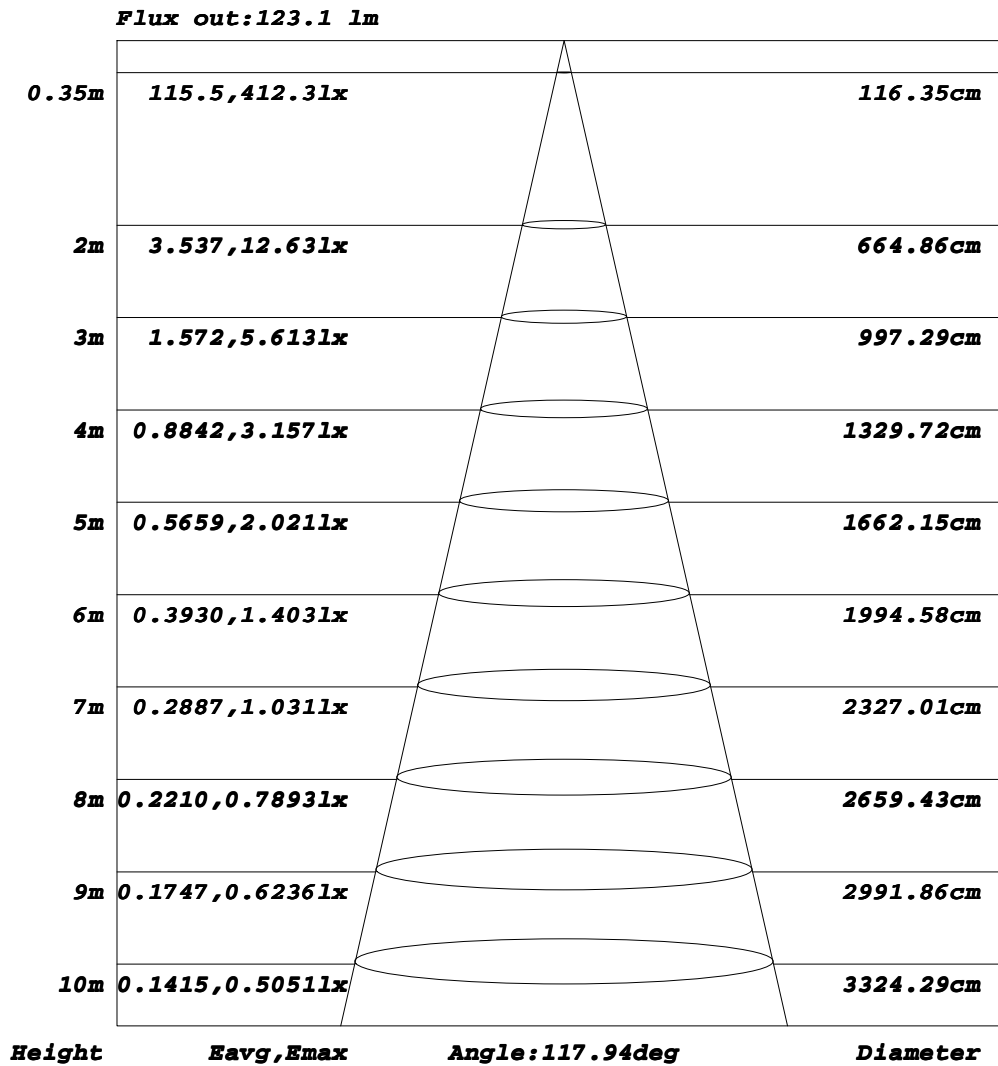 Flux out:123.1 lm
0.35m 115.5,412.3lx 116.35cm
2m 3.537,12.63lx 664.86cm
3m 1.572,5.613lx 997.29cm
4m 0.8842,3.157lx 1329.72cm
5m 0.5659,2.021lx 1662.15cm
6m 0.3930,1.403lx 1994.58cm
7m 0.2887,1.031lx 2327.01cm
8m 0.2210,0.7893lx 2659.43cm
9m 0.1747,0.6236lx 2991.86cm
10m 0.1415,0.5051lx 3324.29cm
Height Eavg,Emax Angle:117.94deg Diameter